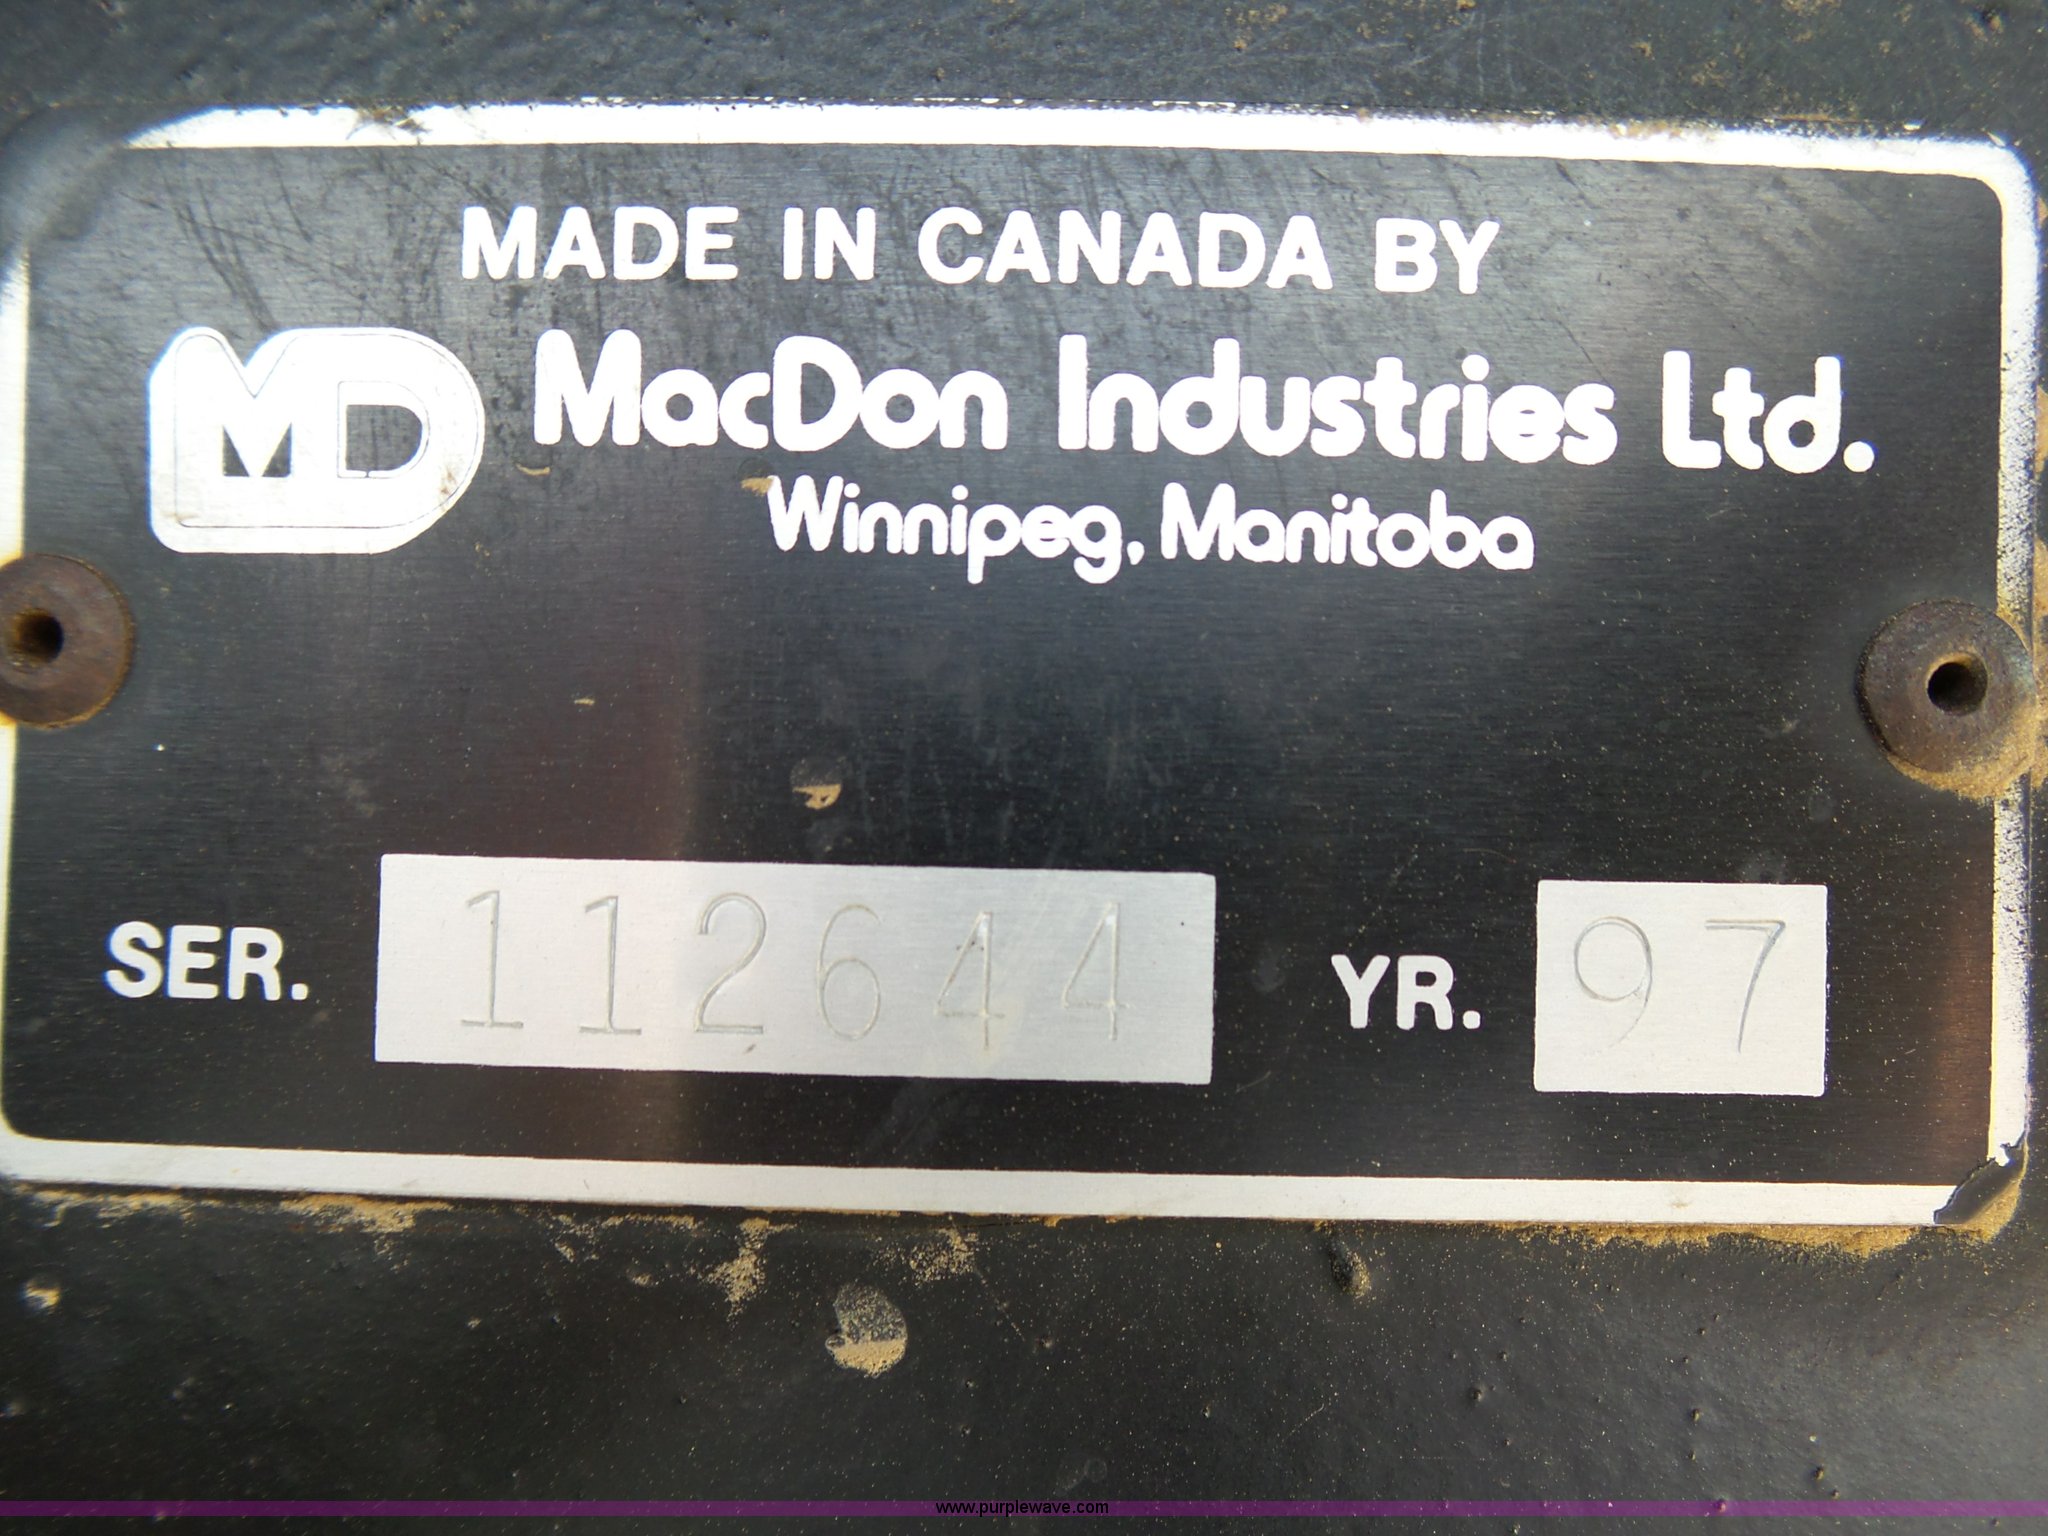 MADE IN CANADA BY
MD MacDon Industries Ltd.
Winnipeg, Manitoba
SER. 112644 YR. 97
www.purplewave.com